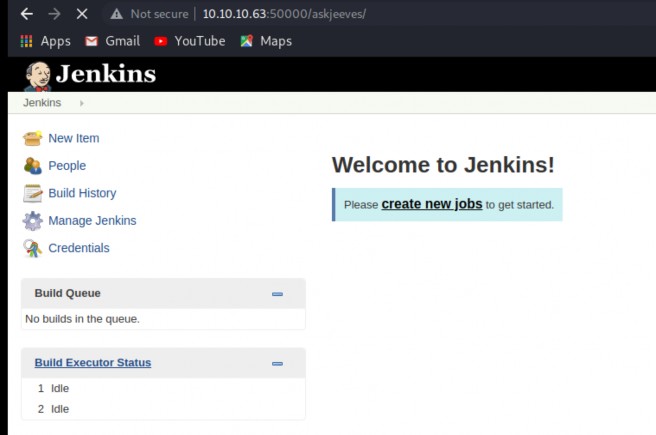 Not secure | 10.10.10.63:50000/askjeeves/
Apps Gmail YouTube Maps
Jenkins
Jenkins
New Item
People
Build History
Manage Jenkins
Credentials
Build Queue
No builds in the queue.
Build Executor Status
1 Idle
2 Idle
Welcome to Jenkins!
Please create new jobs to get started.